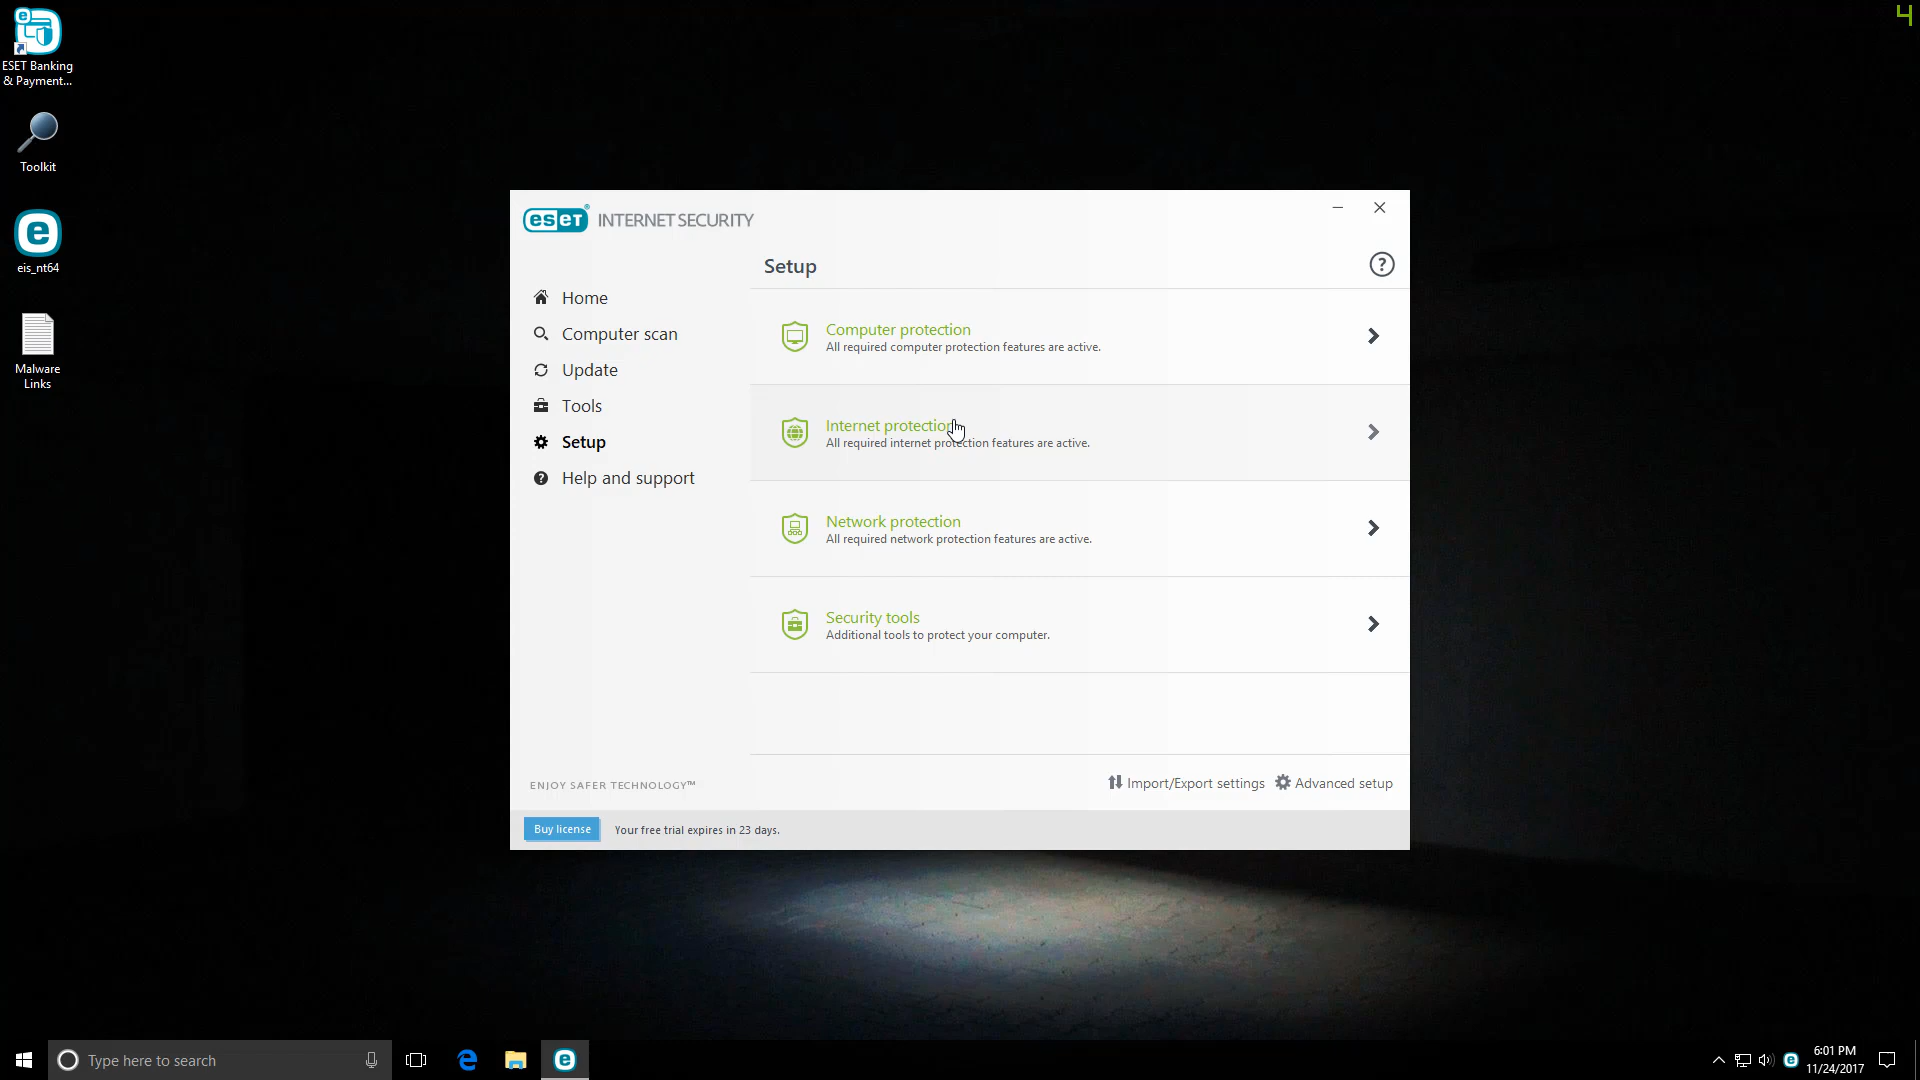 4
ESET Banking
& Payment...
Toolkit
eis_nt64
Malware
Links
eset INTERNET SECURITY
Setup
?
Home
Computer scan
Update
Tools
Setup
Help and support
Computer protection
All required computer protection features are active.
Internet protection
All required internet protection features are active.
Network protection
All required network protection features are active.
Security tools
Additional tools to protect your computer.
ENJOY SAFER TECHNOLOGY™
Import/Export settings
Advanced setup
Buy license
Your free trial expires in 23 days.
Type here to search
6:01 PM
11/24/2017